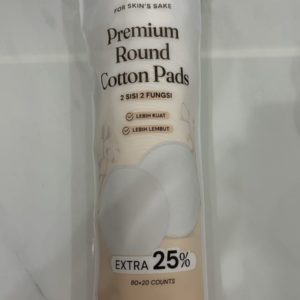 FOR SKIN'S SAKE
Premium
Round
Cotton Pads
2 SISI 2 FUNGSI
LEBIH KUAT
LEBIH LEMBUT
EXTRA 25%
80+20 COUNTS